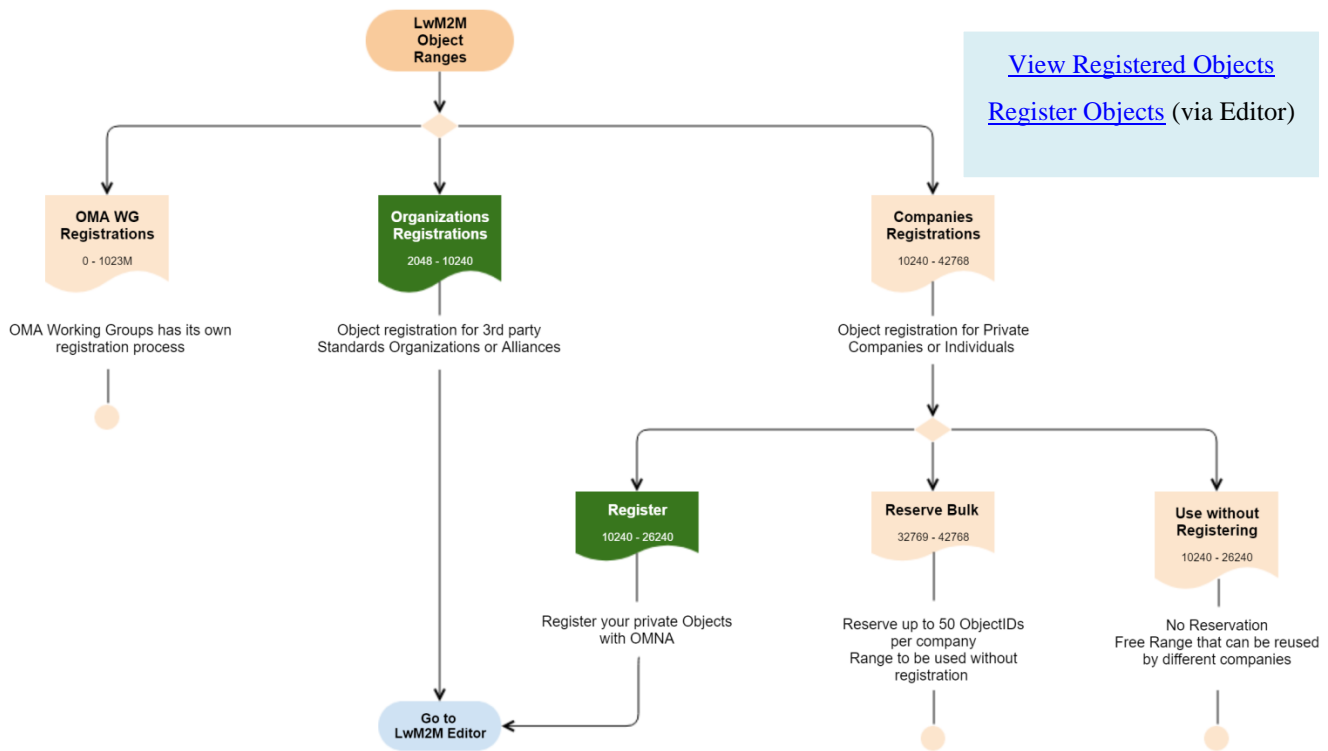 LwM2M
Object
Ranges
View Registered Objects
Register Objects (via Editor)
OMA WG
Registrations
0 - 1023M
Organizations
Registrations
2048 - 10240
Companies
Registrations
10240 - 42768
OMA Working Groups has its own
registration process
Object registration for 3rd party
Standards Organizations or Alliances
Object registration for Private
Companies or Individuals
Register
10240 - 26240
Reserve Bulk
32769 - 42768
Use without
Registering
10240 - 26240
Register your private Objects
with OMNA
Reserve up to 50 ObjectIDs
per company
Range to be used without
registration
No Reservation
Free Range that can be reused
by different companies
Go to
LwM2M Editor